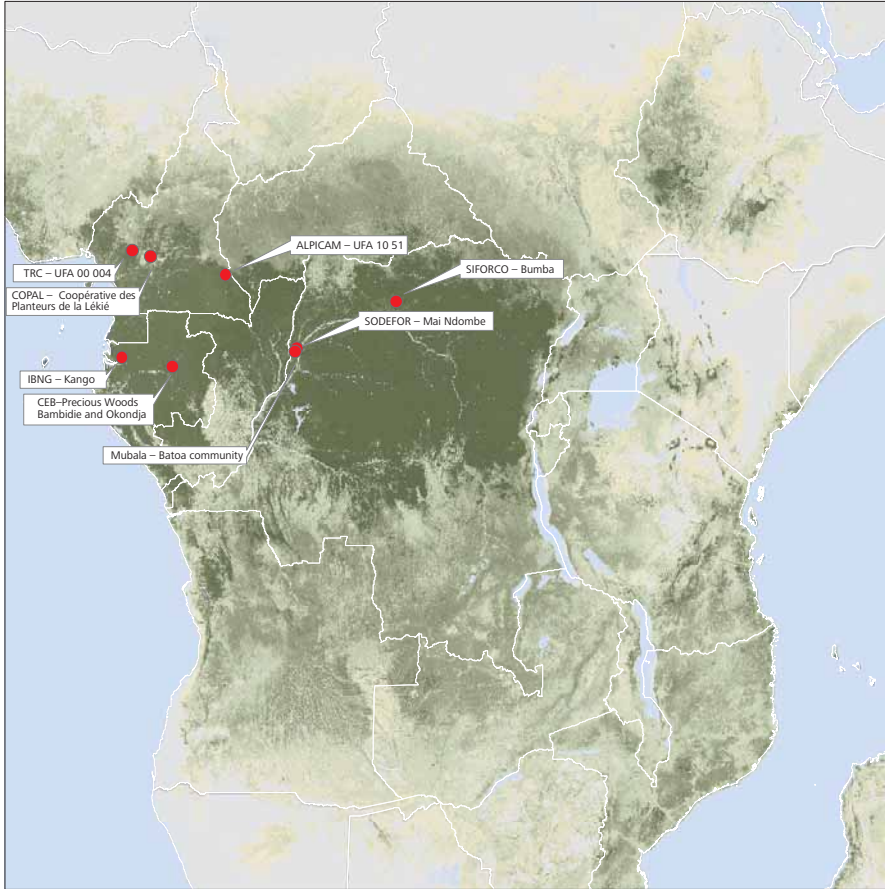 ALPICAM – UFA 10 51
TRC – UFA 00 004
SIFORCO – Bumba
COPAL – Coopérative des
Planteurs de la Lékié
SODEFOR – Mai Ndombe
IBNG – Kango
CEB–Precious Woods
Bambidie and Okondja
Mubala – Batoa community